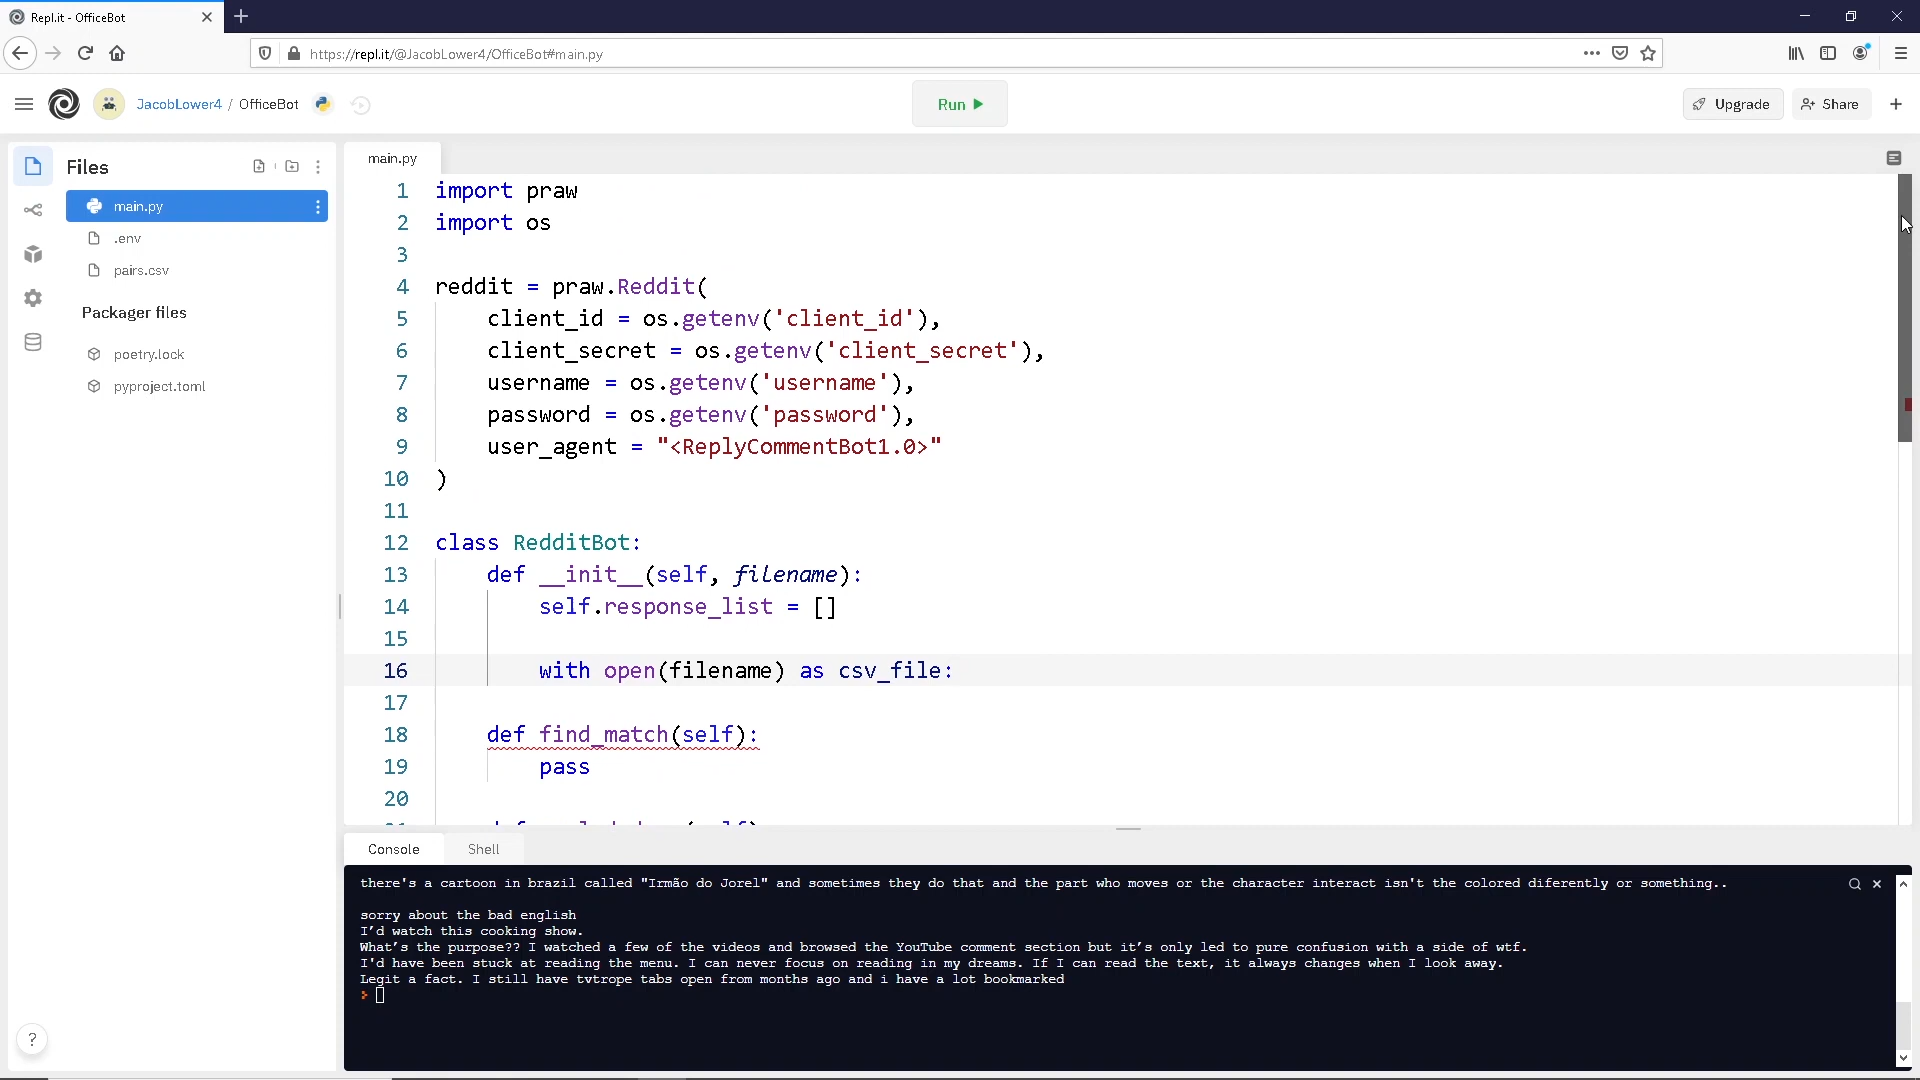 Repl.it - OfficeBot
https://repl.it/@JacobLower4/OfficeBot#main.py
JacobLower4 / OfficeBot
Run
Upgrade
Share
Files
main.py
.env
pairs.csv
Packager files
poetry.lock
pyproject.toml
main.py
1 import praw
2 import os
3
4 reddit = praw.Reddit(
5 client_id = os.getenv('client_id'),
6 client_secret = os.getenv('client_secret'),
7 username = os.getenv('username'),
8 password = os.getenv('password'),
9 user_agent = "<ReplyCommentBot1.0>"
10 )
11
12 class RedditBot:
13 def __init__(self, filename):
14 self.response_list = []
15
16 with open(filename) as csv_file:
17
18 def find_match(self):
19 pass
20
Console
Shell
there's a cartoon in brazil called "Irmão do Jorel" and sometimes they do that and the part who moves or the character interact isn't the colored diferently or something..
sorry about the bad english
I’d watch this cooking show.
What’s the purpose?? I watched a few of the videos and browsed the YouTube comment section but it’s only led to pure confusion with a side of wtf.
I'd have been stuck at reading the menu. I can never focus on reading in my dreams. If I can read the text, it always changes when I look away.
Legit a fact. I still have tvtrope tabs open from months ago and i have a lot bookmarked
?